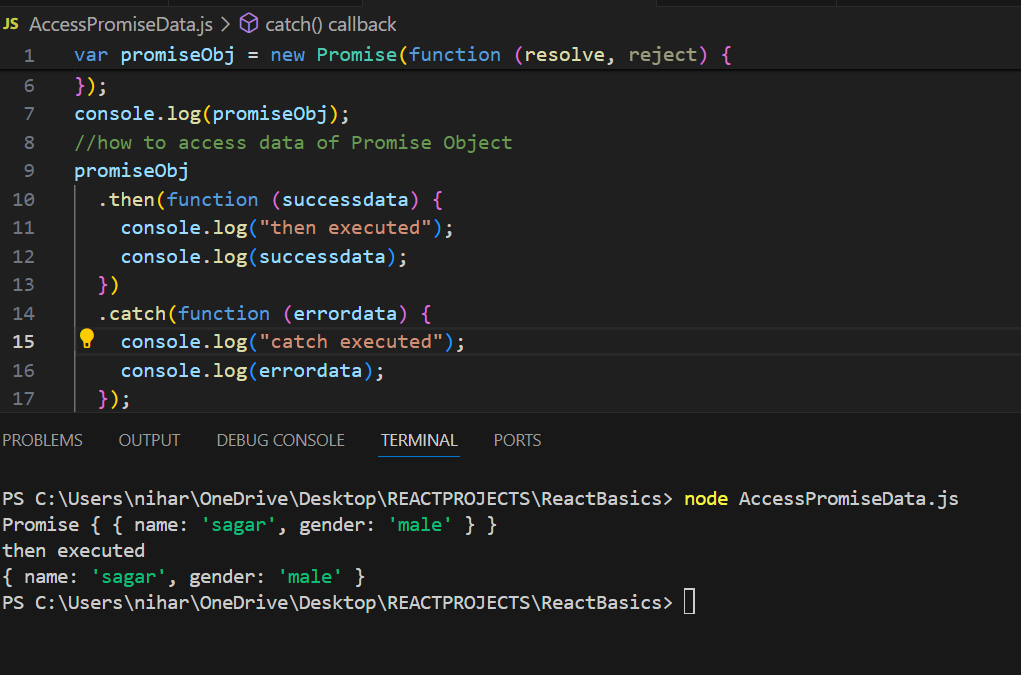 JS AccessPromiseData.js > catch() callback
1 var promiseObj = new Promise(function (resolve, reject) {
6 });
7 console.log(promiseObj);
8 //how to access data of Promise Object
9 promiseObj
10 .then(function (successdata) {
11 console.log("then executed");
12 console.log(successdata);
13 })
14 .catch(function (errordata) {
15 console.log("catch executed");
16 console.log(errordata);
17 });
PROBLEMS OUTPUT DEBUG CONSOLE TERMINAL PORTS
PS C:\Users\nihar\OneDrive\Desktop\REACTPROJECTS\ReactBasics> node AccessPromiseData.js
Promise { { name: 'sagar', gender: 'male' } }
then executed
{ name: 'sagar', gender: 'male' }
PS C:\Users\nihar\OneDrive\Desktop\REACTPROJECTS\ReactBasics>